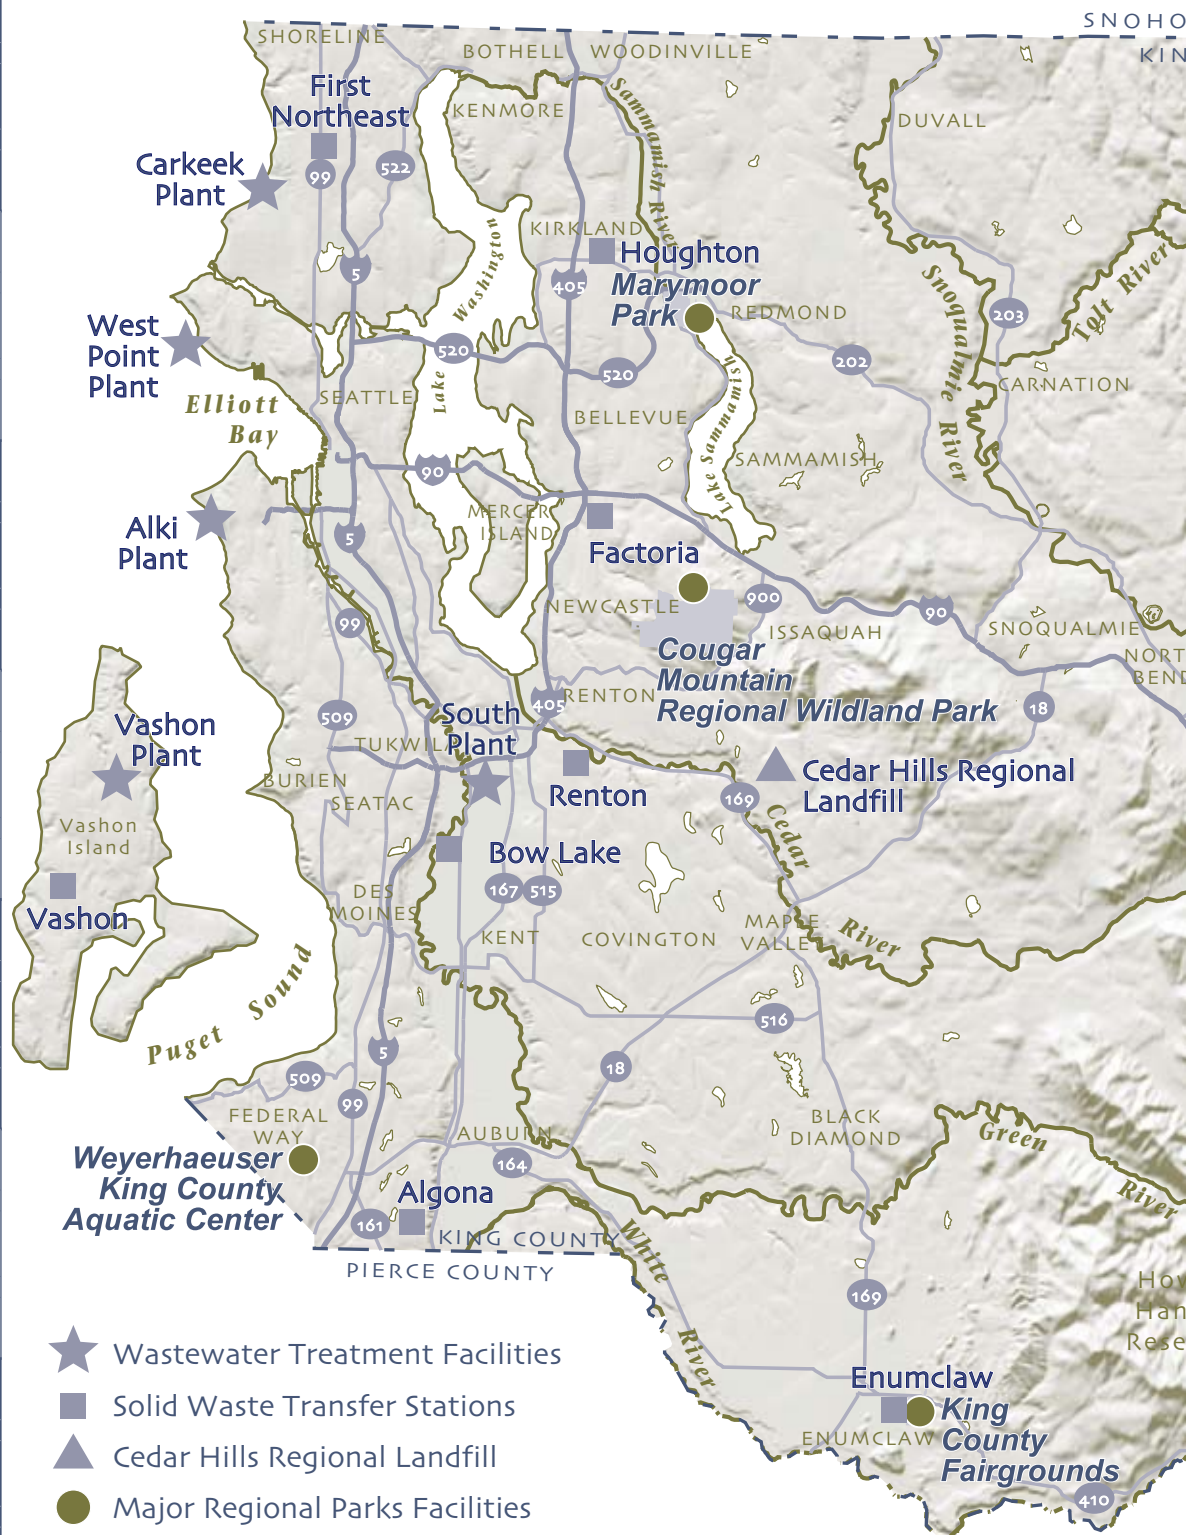 SNOHO
KIN
SHORELINE
BOTHELL
WOODINVILLE
First
Northeast
KENMORE
Sammamish River
DUVALL
Carkeek
Plant
99
522
KIRKLAND
Houghton
Marymoor
Park
REDMOND
5
405
Lake Washington
Snoqualmie River
Tolt River
203
West
Point
Plant
520
520
202
CARNATION
Elliott
Bay
SEATTLE
BELLEVUE
Lake Sammamish
SAMMAMISH
90
MERCER
ISLAND
Alki
Plant
5
Factoria
NEWCASTLE
900
90
ISSAQUAH
SNOQUALMIE
NORT
BEND
99
Cougar
Mountain
Regional Wildland Park
RENTON
405
18
509
South
Plant
TUKWILA
Vashon
Plant
BURIEN
SEATAC
Renton
169
Cedar Hills Regional
Landfill
Cedar
River
Vashon
Island
Bow Lake
Vashon
167
515
DES
MOINES
KENT
COVINGTON
MAPLE
VALLEY
Puget Sound
516
5
18
509
99
FEDERAL
WAY
AUBURN
BLACK
DIAMOND
Green
River
Weyerhaeuser
King County
Aquatic Center
164
Algona
161
KING COUNTY
PIERCE COUNTY
White
River
169
How
Han
Rese
Enumclaw
King
County
Fairgrounds
ENUMCLAW
410
Wastewater Treatment Facilities
Solid Waste Transfer Stations
Cedar Hills Regional Landfill
Major Regional Parks Facilities